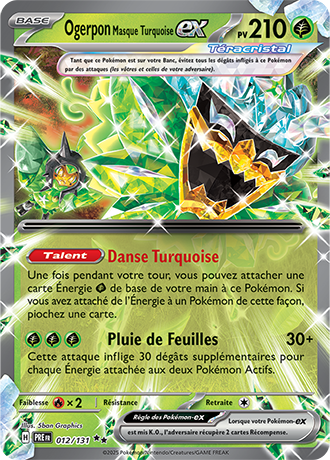 BASE
Ogerpon Masque Turquoise ex PV 210
Téracristal
Tant que ce Pokémon est sur votre Banc, évitez tous les dégâts infligés à ce Pokémon
par des attaques (les vôtres et celles de votre adversaire).
Talent Danse Turquoise
Une fois pendant votre tour, vous pouvez attacher une
carte Énergie de base de votre main à ce Pokémon. Si
vous avez attaché de l'Énergie à un Pokémon de cette façon,
piochez une carte.
Pluie de Feuilles 30+
Cette attaque inflige 30 dégâts supplémentaires pour
chaque Énergie attachée aux deux Pokémon Actifs.
Faiblesse ×2 Résistance Retraite
Illus. 5ban Graphics
Règle des Pokémon-ex
Lorsque votre Pokémon-ex
est mis K.O., l'adversaire récupère 2 cartes Récompense.
H PRE FR 012/131
©2025 Pokémon/Nintendo/Creatures/GAME FREAK